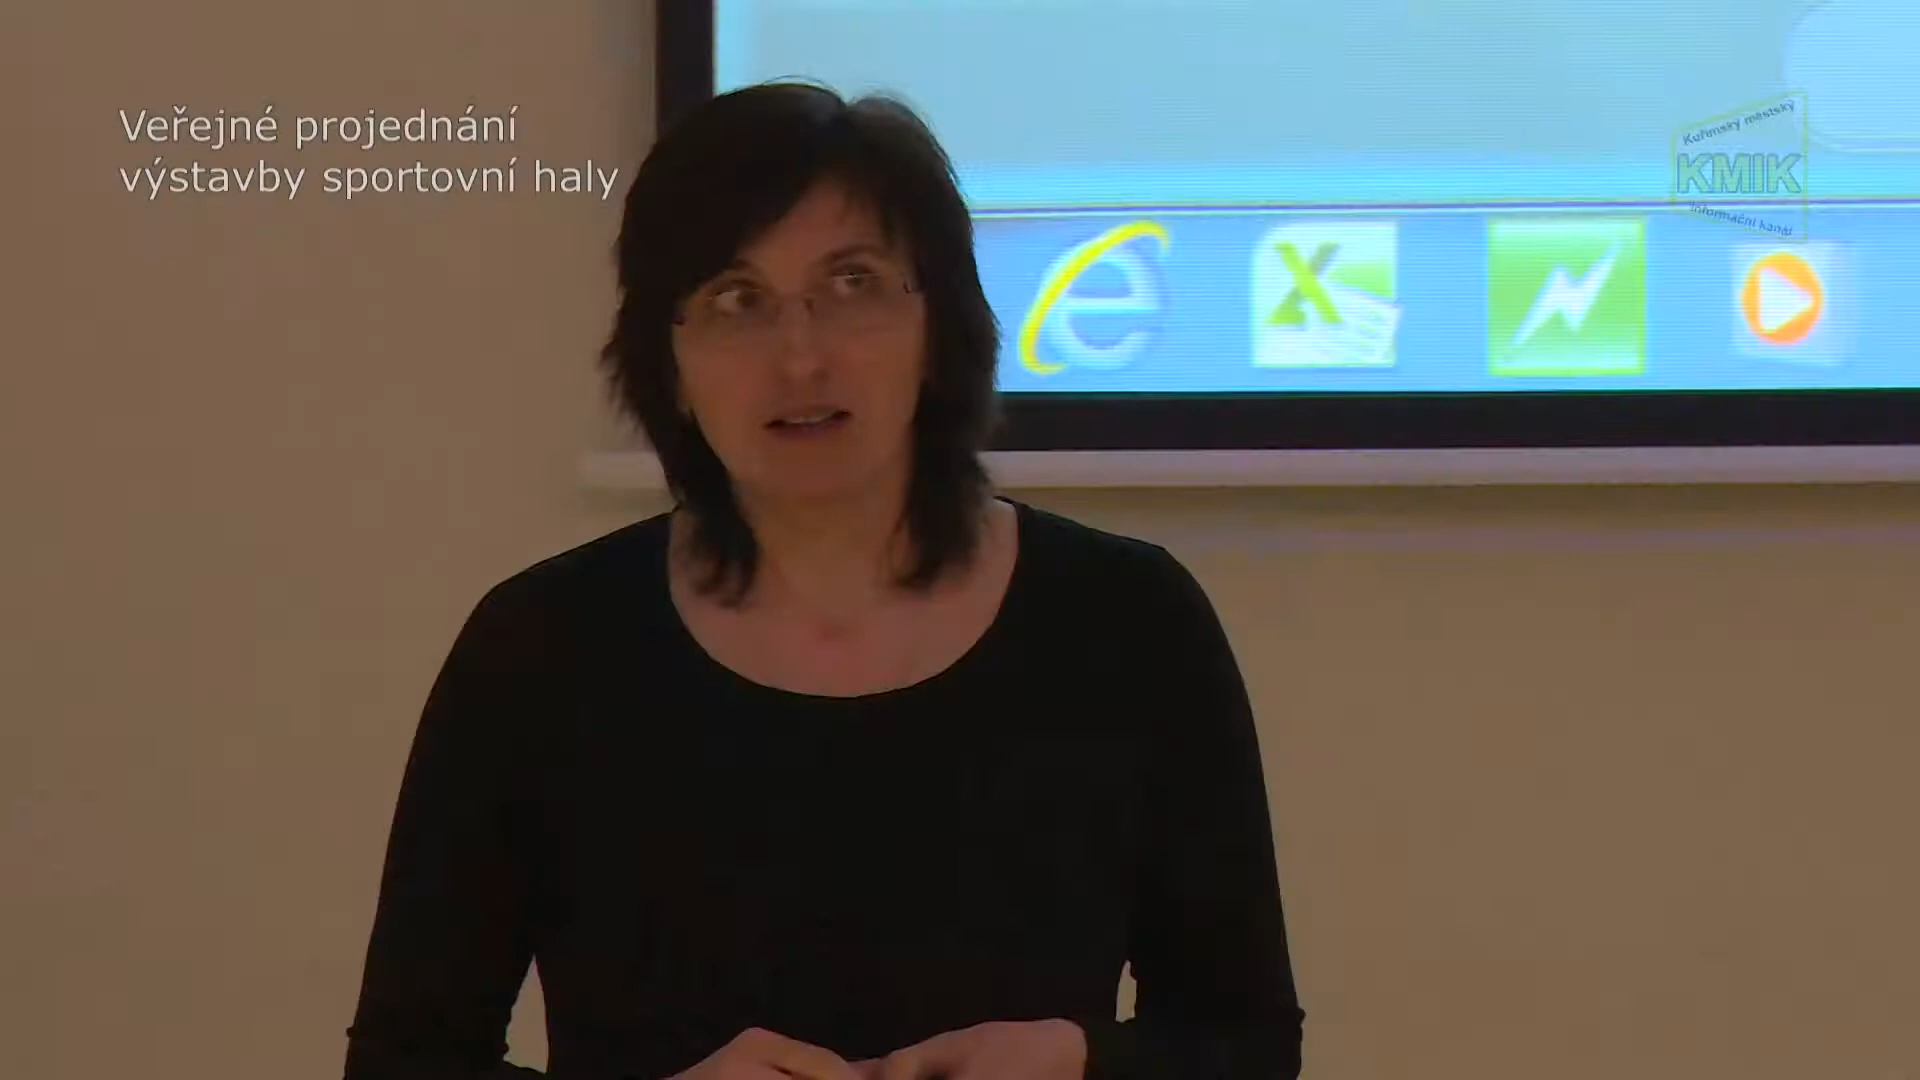 Veřejné projednání
výstavby sportovní haly
Kuřimský městský
KMIK
informační kanál